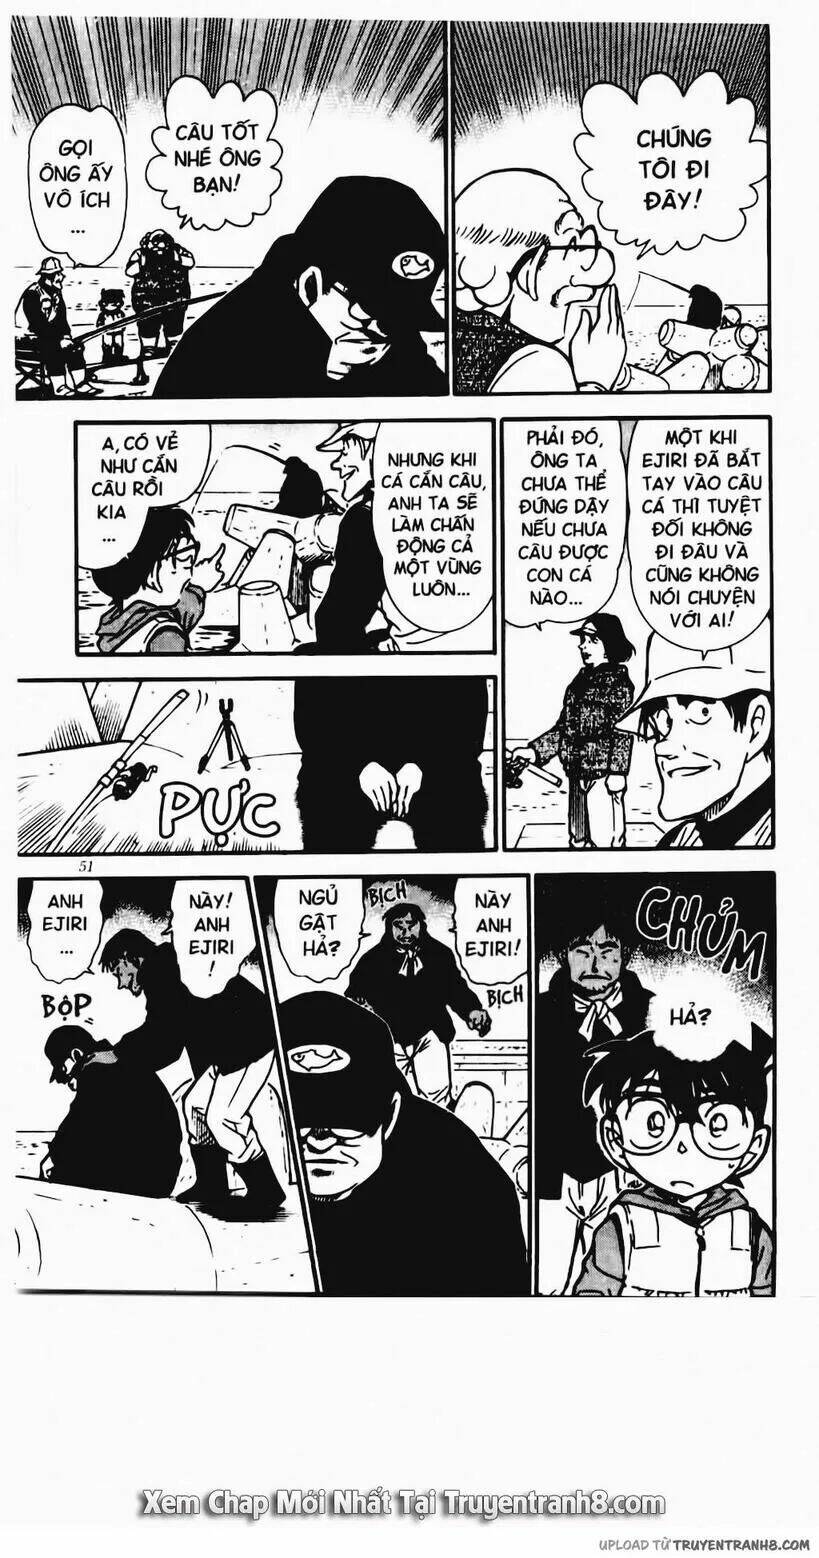 CHÚNG
TÔI ĐI
ĐÂY!
CÂU TỐT
NHÉ ÔNG
BẠN!
GỌI
ÔNG ẤY
VÔ ÍCH
...
MỘT KHI
EJIRI ĐÃ BẮT
TAY VÀO CÂU
CÁ THÌ TUYỆT
ĐỐI KHÔNG
ĐI ĐÂU VÀ
CŨNG KHÔNG
NÓI CHUYỆN
VỚI AI!
PHẢI ĐÓ,
ÔNG TA
CHƯA THỂ
ĐỨNG DẬY
NẾU CHƯA
CÂU ĐƯỢC
CON CÁ
NÀO...
NHƯNG KHI
CÁ CẮN CÂU,
ANH TA SẼ
LÀM CHẤN
ĐỘNG CẢ
MỘT VÙNG
LUÔN...
A, CÓ VẺ
NHƯ CẮN
CÂU RỒI
KIA
...
PỰC
51
CHỦM
HẢ?
NÀY
ANH
EJIRI!
BỊCH
BỊCH
NGỦ
GẬT
HẢ?
NÀY!
ANH
EJIRI
!
ANH
EJIRI
...
BỘP
Xem Chap Mới Nhất Tại Truyentranh8.com
UPLOAD TỪ TRUYENTRANH8.COM